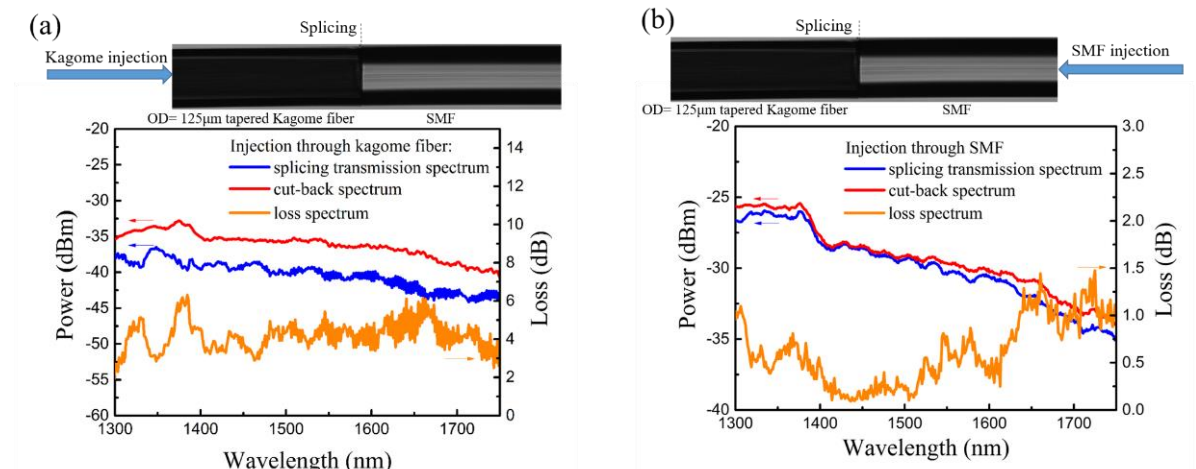 (a)
Splicing
Kagome injection
OD= 125μm tapered Kagome fiber
SMF
-20
-25
-30
-35
-40
-45
-50
-55
-60
Power (dBm)
Injection through kagome fiber:
splicing transmission spectrum
cut-back spectrum
loss spectrum
14
12
10
8
6
4
2
0
Loss (dB)
1300
1400
1500
1600
1700
Wavelength (nm)
(b)
Splicing
SMF injection
OD= 125μm tapered Kagome fiber
SMF
-20
-25
-30
-35
-40
Power (dBm)
Injection through SMF
splicing transmission spectrum
cut-back spectrum
loss spectrum
3.0
2.5
2.0
1.5
1.0
0.5
0.0
Loss (dB)
1300
1400
1500
1600
1700
Wavelength (nm)